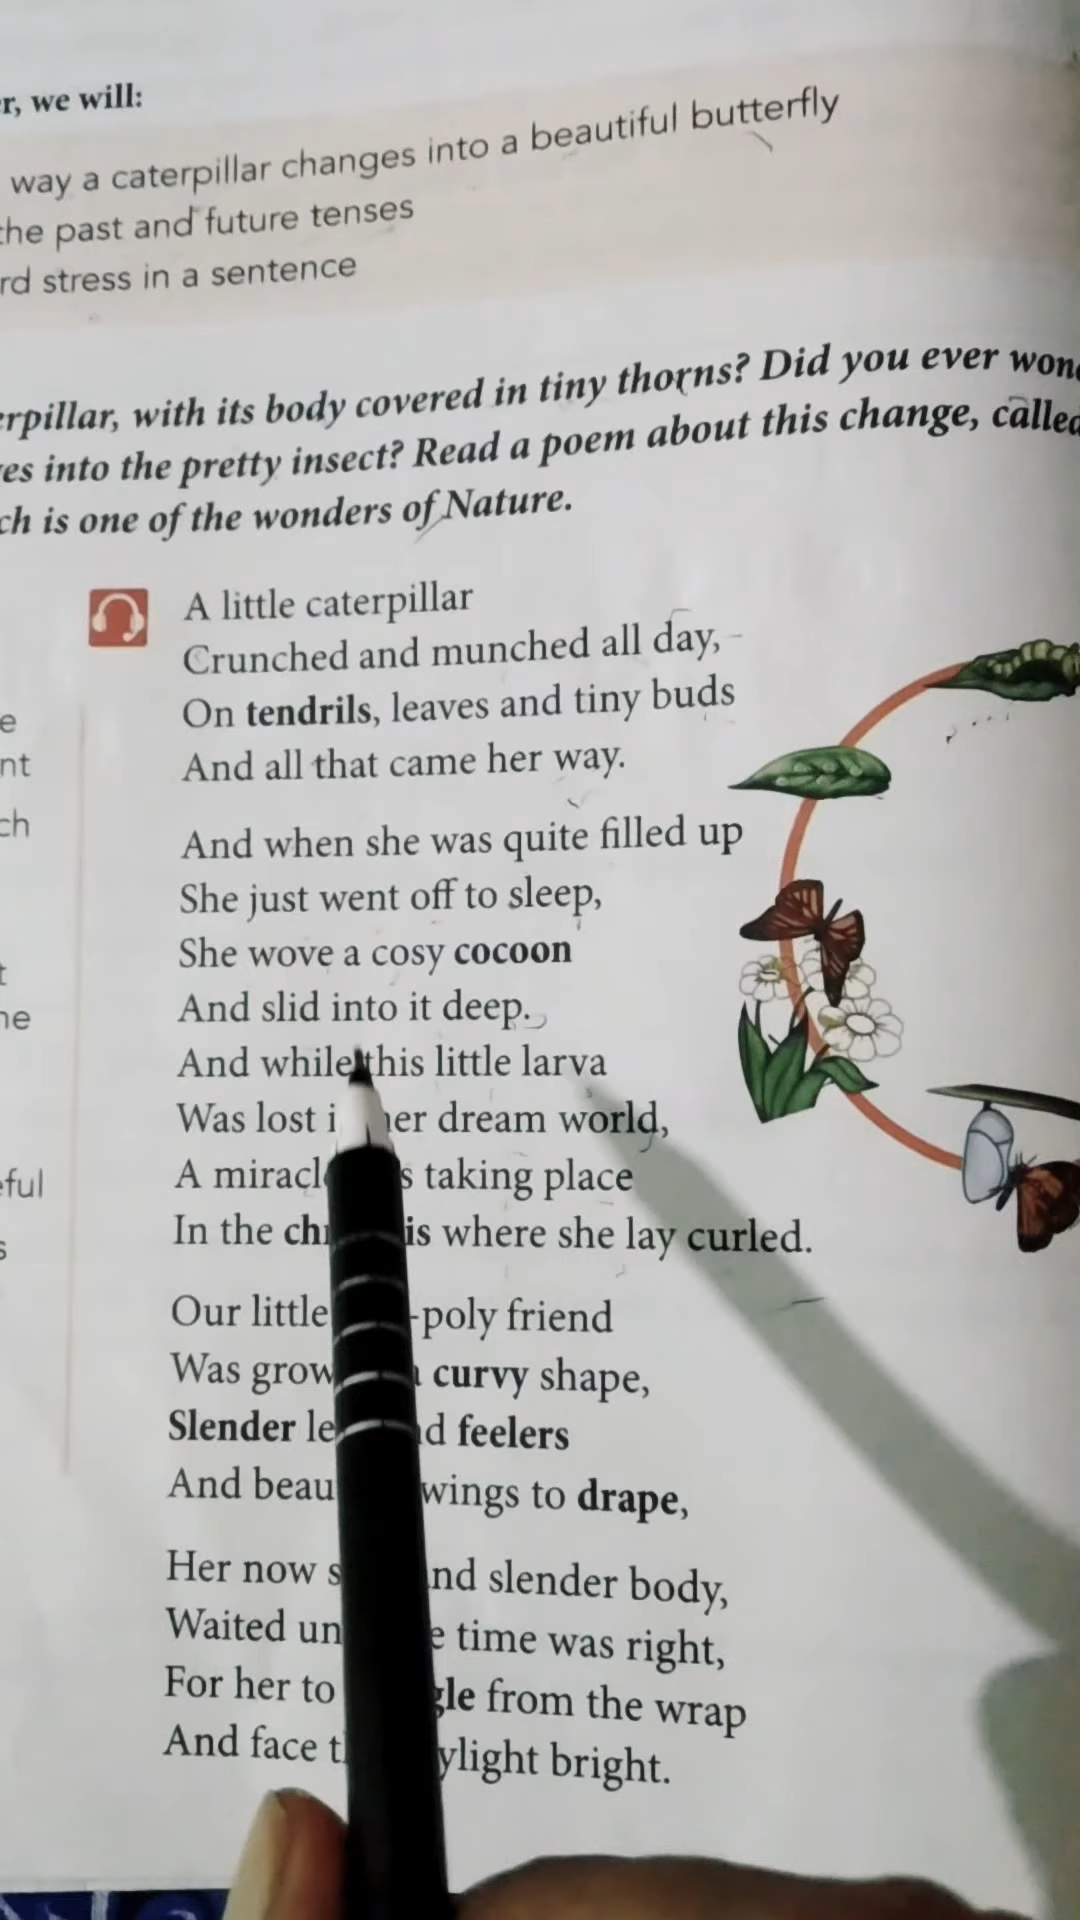 r, we will:
way a caterpillar changes into a beautiful butterfly
the past and future tenses
rd stress in a sentence
erpillar, with its body covered in tiny thorns? Did you ever won
es into the pretty insect? Read a poem about this change, called
ch is one of the wonders of Nature.
A little caterpillar
Crunched and munched all day,
On tendrils, leaves and tiny buds
And all that came her way.
e
nt
ch
And when she was quite filled up
She just went off to sleep,
She wove a cosy cocoon
And slid into it deep.
t
ne
And while this little larva
Was lost i her dream world,
A miracl s taking place
In the ch is where she lay curled.
eful
s
Our little -poly friend
Was grow curvy shape,
Slender le d feelers
And beau wings to drape,
Her now s nd slender body,
Waited un e time was right,
For her to gle from the wrap
And face t ylight bright.